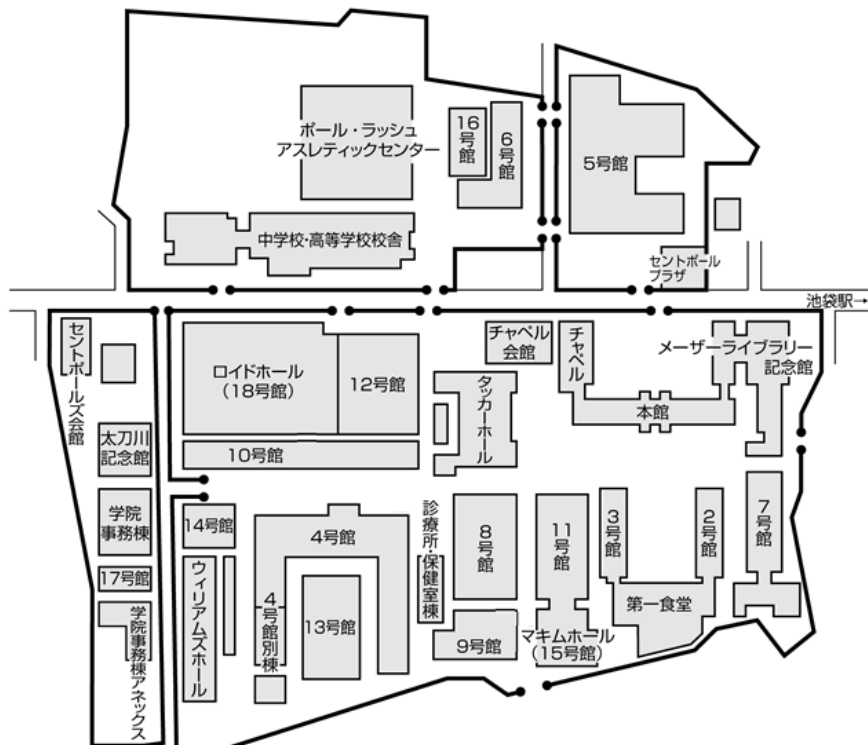 ポール・ラッシュ
アスレティックセンター
16号館
6号館
5号館
中学校・高等学校校舎
セントポール
プラザ
池袋駅→
セントポールズ会館
ロイドホール
(18号館)
12号館
チャペル
会館
チャペル
メーザーライブラリー
記念館
本館
タッカーホール
太刀川
記念館
10号館
学院
事務棟
14号館
4号館
診療所・保健室棟
8号館
11号館
3号館
2号館
7号館
17号館
ウィリアムズホール
4号館別棟
13号館
9号館
マキムホール
(15号館)
第一食堂
学院事務棟アネックス